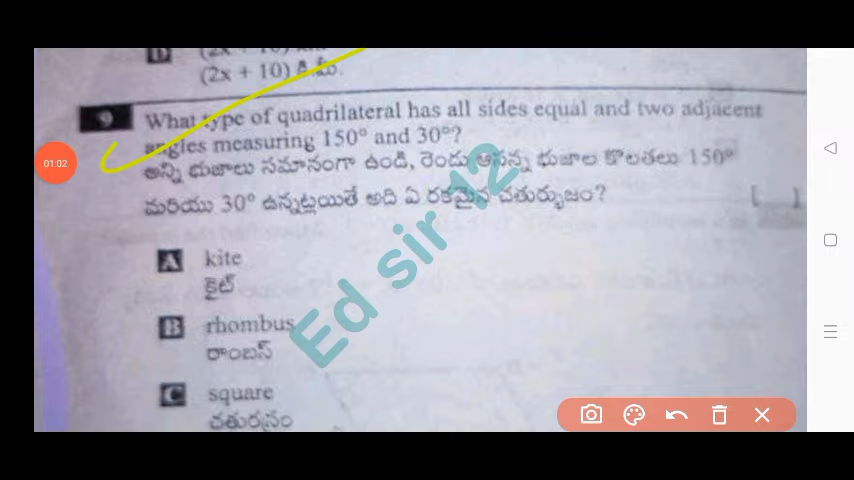 (2x + 10) కి.మీ.
9 What type of quadrilateral has all sides equal and two adjacent
angles measuring 150° and 30°?
అన్ని భుజాలు సమానంగా ఉండి, రెండు ఆసన్న భుజాల కొలతలు 150°
మరియు 30° ఉన్నట్లయితే అది ఏ రకమైన చతుర్భుజం? [ ]
A kite
కైట్
B rhombus
రాంబస్
C square
చతురస్రం
01:02
Ed sir 12